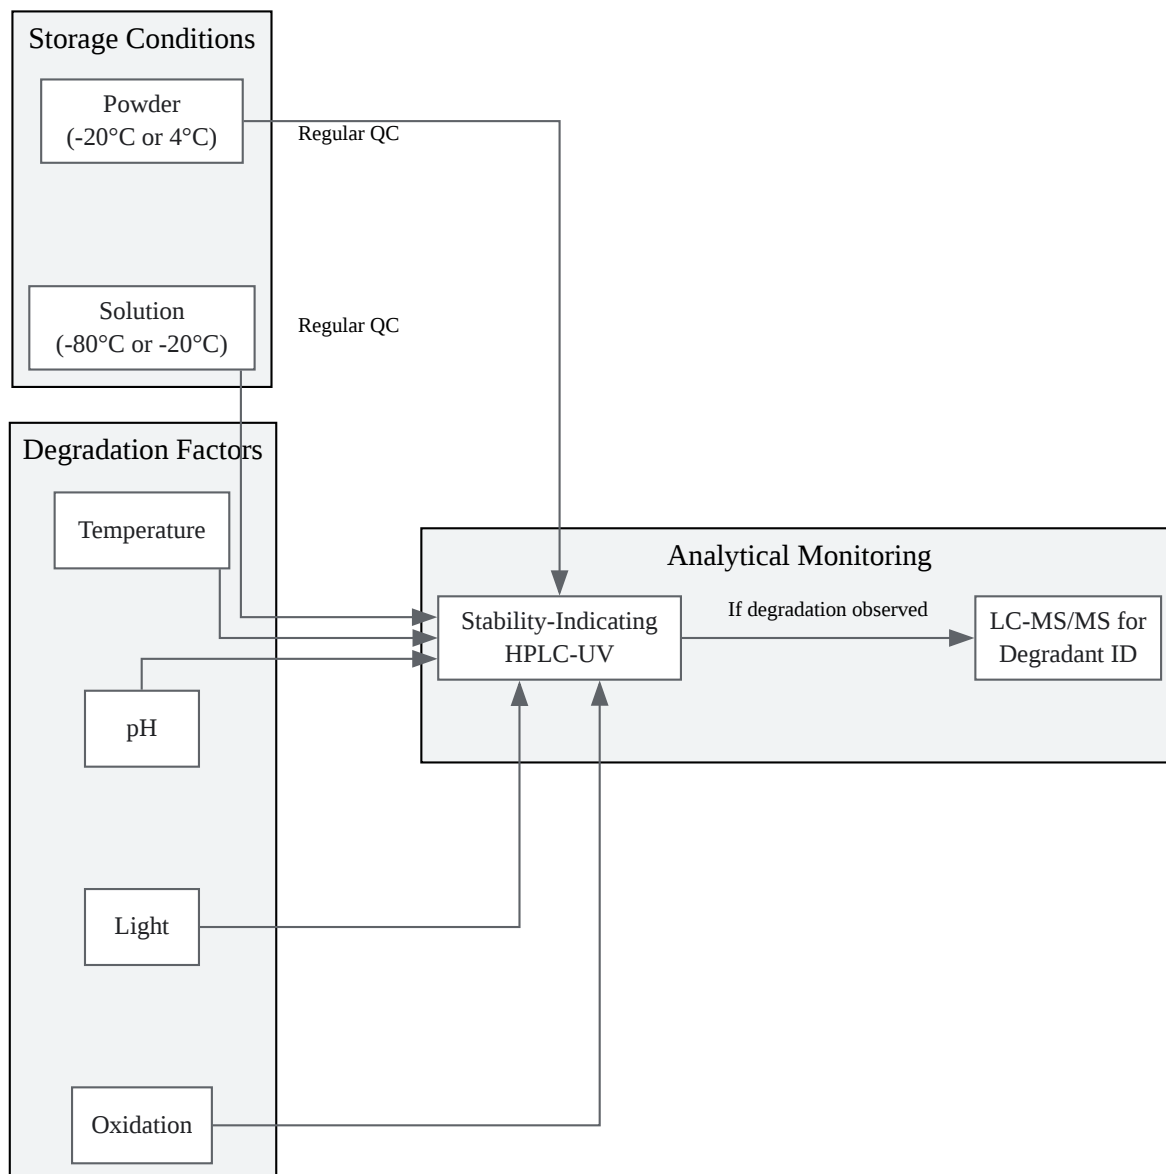 Storage Conditions
Powder
(-20°C or 4°C)
Regular QC
Solution
(-80°C or -20°C)
Regular QC
Degradation Factors
Temperature
pH
Light
Oxidation
Analytical Monitoring
Stability-Indicating
HPLC-UV
If degradation observed
LC-MS/MS for
Degradant ID